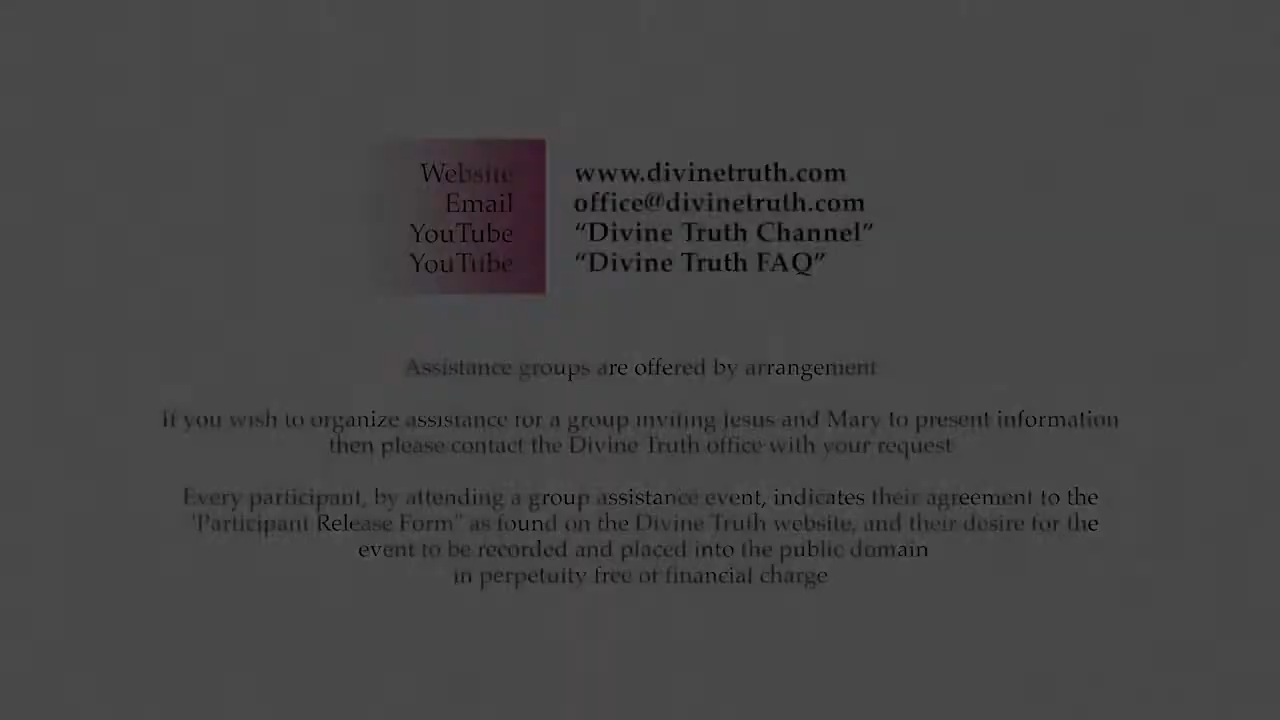 Website www.divinetruth.com
Email office@divinetruth.com
YouTube “Divine Truth Channel”
YouTube “Divine Truth FAQ”
Assistance groups are offered by arrangement
If you wish to organize assistance for a group inviting Jesus and Mary to present information
then please contact the Divine Truth office with your request
Every participant, by attending a group assistance event, indicates their agreement to the
"Participant Release Form" as found on the Divine Truth website, and their desire for the
event to be recorded and placed into the public domain
in perpetuity free of financial charge